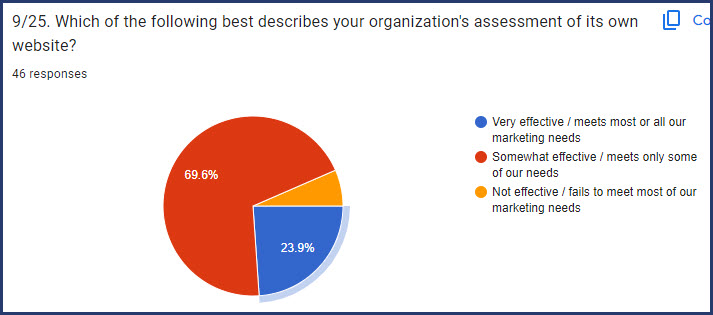 9/25. Which of the following best describes your organization's assessment of its own
website?
Co
46 responses
69.6%
23.9%
Very effective / meets most or all our
marketing needs
Somewhat effective / meets only some
of our needs
Not effective / fails to meet most of our
marketing needs